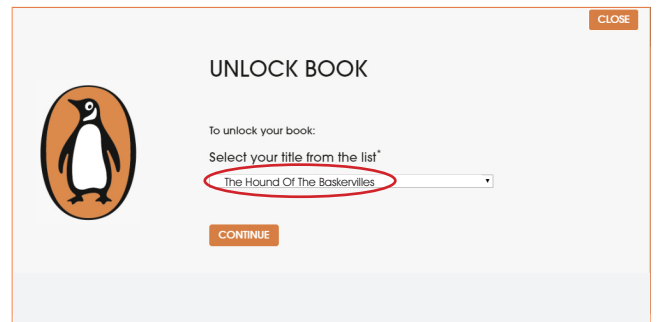 CLOSE
UNLOCK BOOK
To unlock your book:
Select your title from the list*
The Hound Of The Baskervilles
CONTINUE